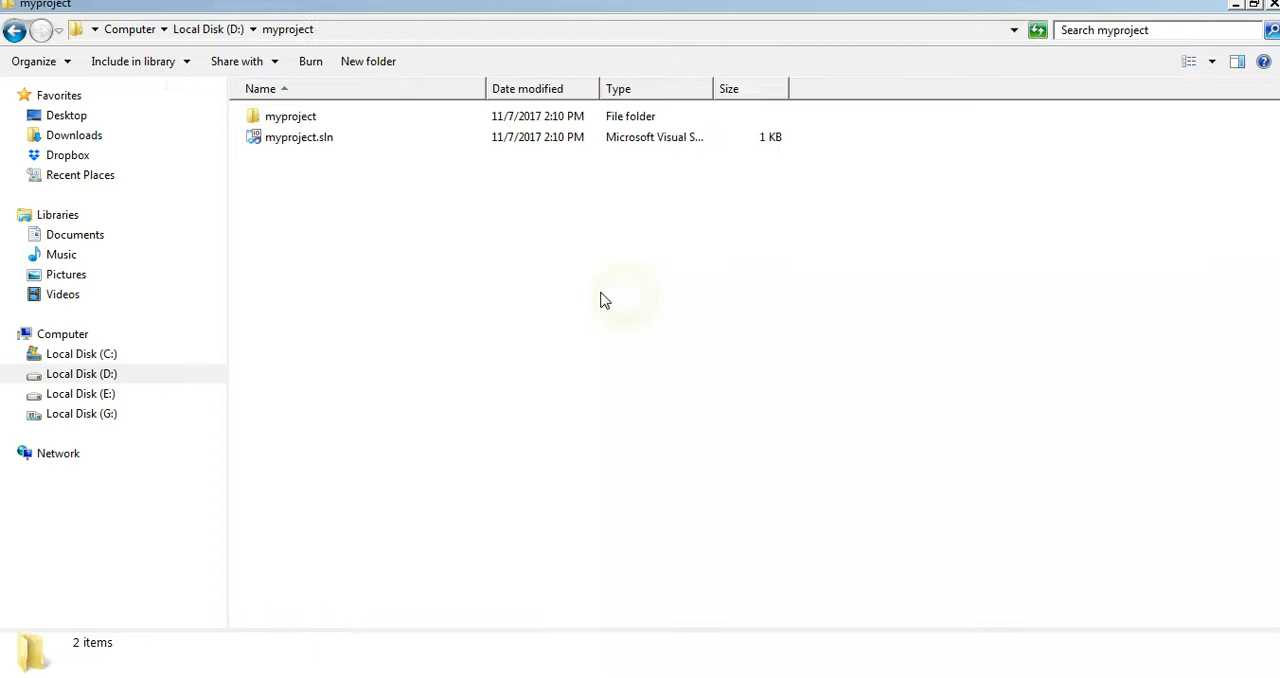 myproject
Computer Local Disk (D:) myproject
Search myproject
Organize Include in library Share with Burn New folder
Name Date modified Type Size
myproject 11/7/2017 2:10 PM File folder
myproject.sln 11/7/2017 2:10 PM Microsoft Visual S... 1 KB
Favorites
Desktop
Downloads
Dropbox
Recent Places
Libraries
Documents
Music
Pictures
Videos
Computer
Local Disk (C:)
Local Disk (D:)
Local Disk (E:)
Local Disk (G:)
Network
2 items